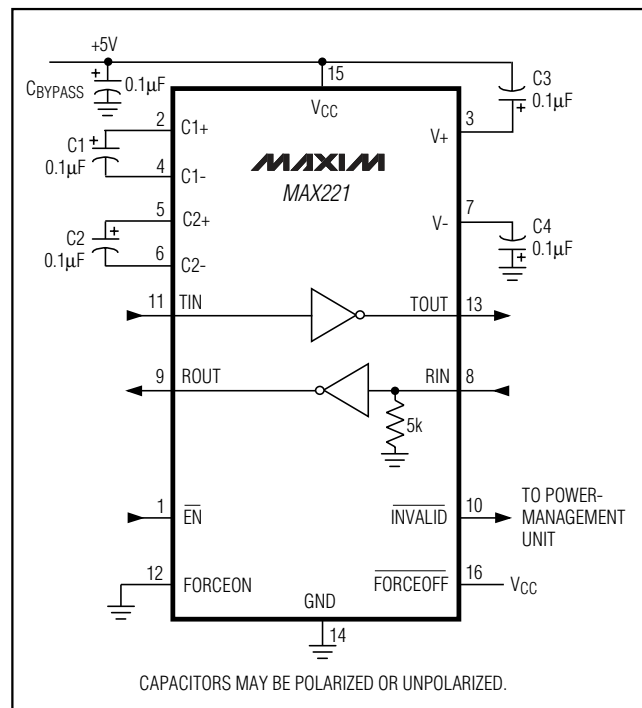 +5V
CBYPASS
+
0.1µF
15
VCC
C3
0.1µF
+
3
V+
2
C1+
C1
+
0.1µF
4
C1-
MAXIM
MAX221
5
C2+
C2
+
0.1µF
6
C2-
7
V-
C4
0.1µF
+
11
TIN
TOUT
13
9
ROUT
RIN
8
5k
1
EN
INVALID
10
TO POWER-
MANAGEMENT
UNIT
12
FORCEON
FORCEOFF
16
VCC
GND
14
CAPACITORS MAY BE POLARIZED OR UNPOLARIZED.